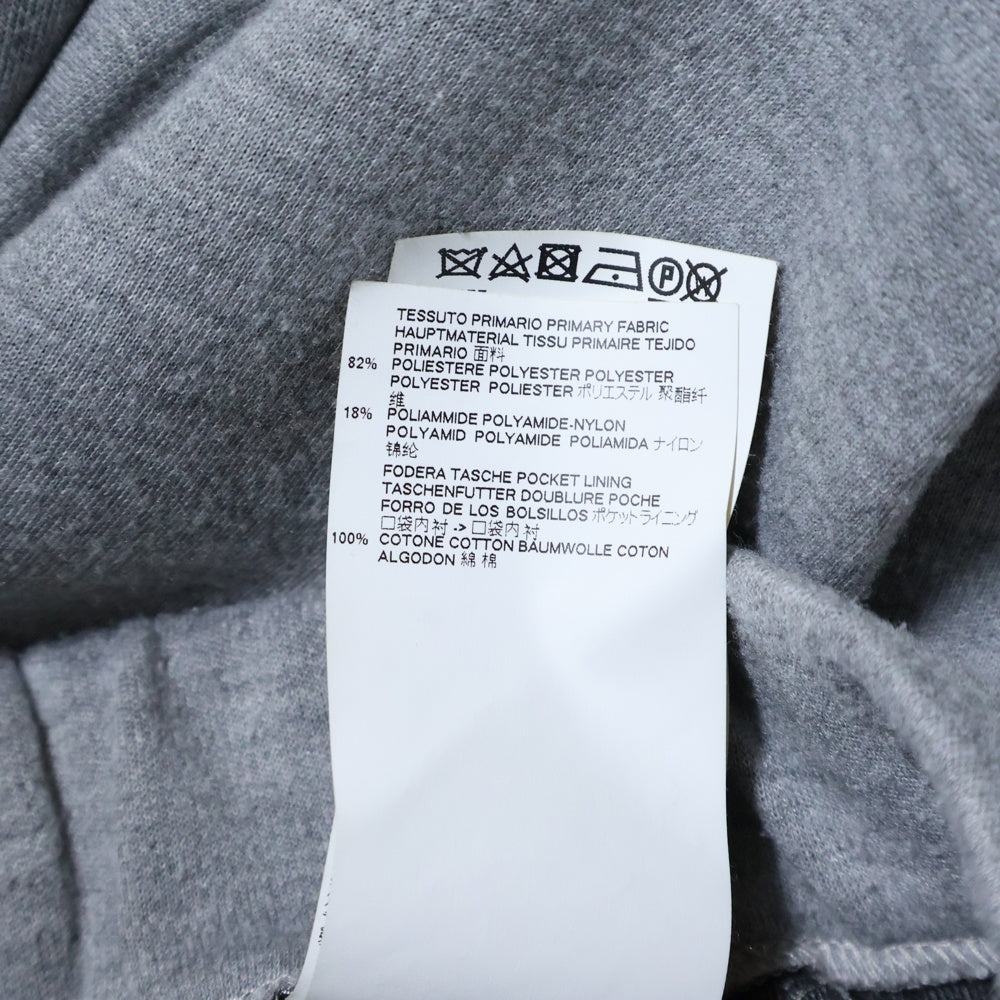 TESSUTO PRIMARIO PRIMARY FABRIC
HAUPTMATERIAL TISSU PRIMAIRE TEJIDO
PRIMARIO 面料
82% POLIESTERE POLYESTER POLYESTER
POLYESTER POLIESTER ポリエステル 聚酯纤
维
18% POLIAMMIDE POLYAMIDE-NYLON
POLYAMID POLYAMIDE POLIAMIDA ナイロン
锦纶
FODERA TASCHE POCKET LINING
TASCHENFUTTER DOUBLURE POCHE
FORRO DE LOS BOLSILLOS ポケットライニング
口袋内衬 -> 口袋内衬
100% COTONE COTTON BAUMWOLLE COTON
ALGODON 綿 棉